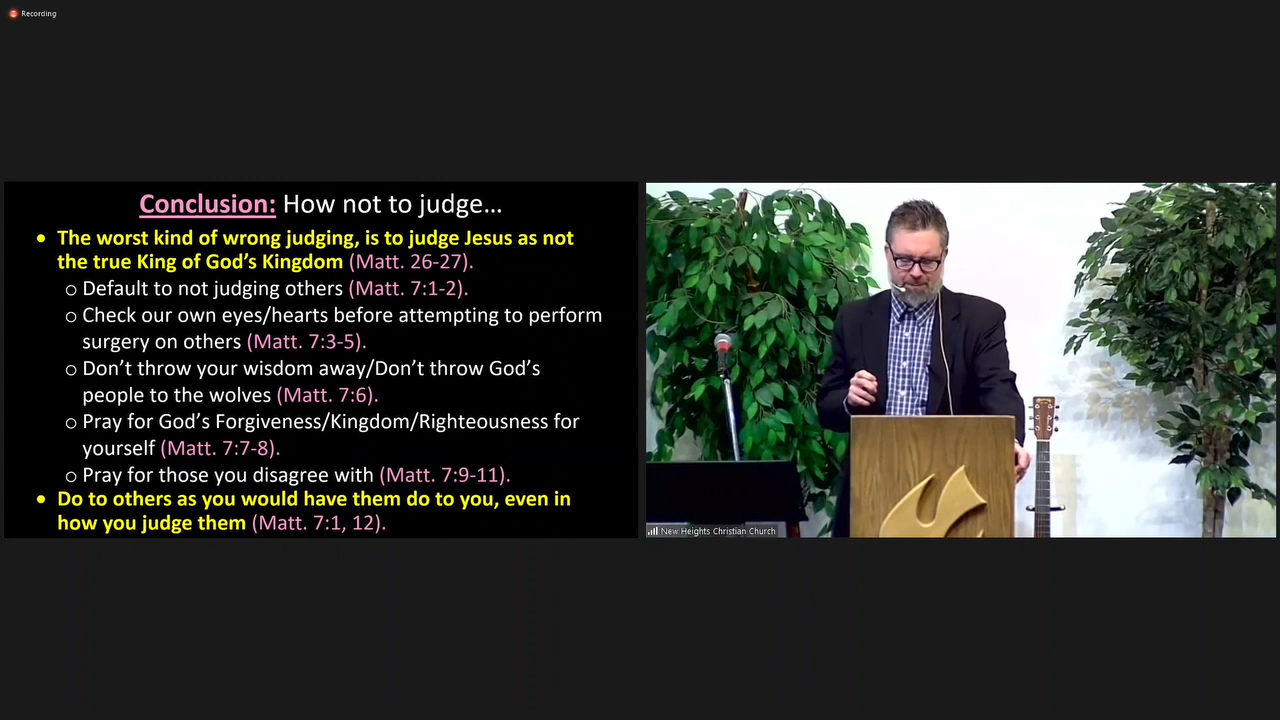 Recording
Conclusion: How not to judge…
• The worst kind of wrong judging, is to judge Jesus as not
the true King of God’s Kingdom (Matt. 26-27).
o Default to not judging others (Matt. 7:1-2).
o Check our own eyes/hearts before attempting to perform
surgery on others (Matt. 7:3-5).
o Don’t throw your wisdom away/Don’t throw God’s
people to the wolves (Matt. 7:6).
o Pray for God’s Forgiveness/Kingdom/Righteousness for
yourself (Matt. 7:7-8).
o Pray for those you disagree with (Matt. 7:9-11).
• Do to others as you would have them do to you, even in
how you judge them (Matt. 7:1, 12).
New Heights Christian Church